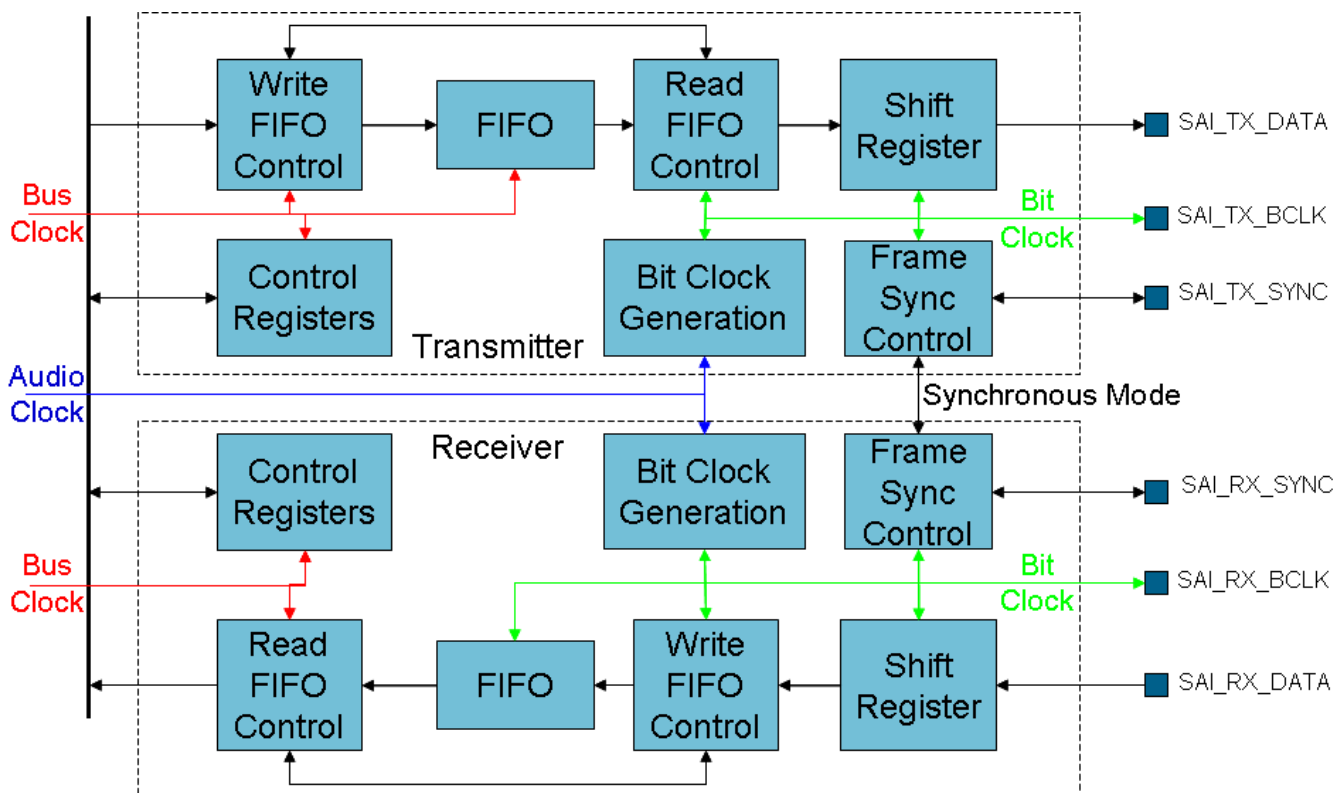 Write
FIFO
Control
FIFO
Read
FIFO
Control
Shift
Register
SAI_TX_DATA
Bus
Clock
Bit
Clock
SAI_TX_BCLK
Control
Registers
Bit Clock
Generation
Frame
Sync
Control
SAI_TX_SYNC
Transmitter
Audio
Clock
Synchronous Mode
Receiver
Control
Registers
Bit Clock
Generation
Frame
Sync
Control
SAI_RX_SYNC
Bus
Clock
Bit
Clock
SAI_RX_BCLK
Read
FIFO
Control
FIFO
Write
FIFO
Control
Shift
Register
SAI_RX_DATA